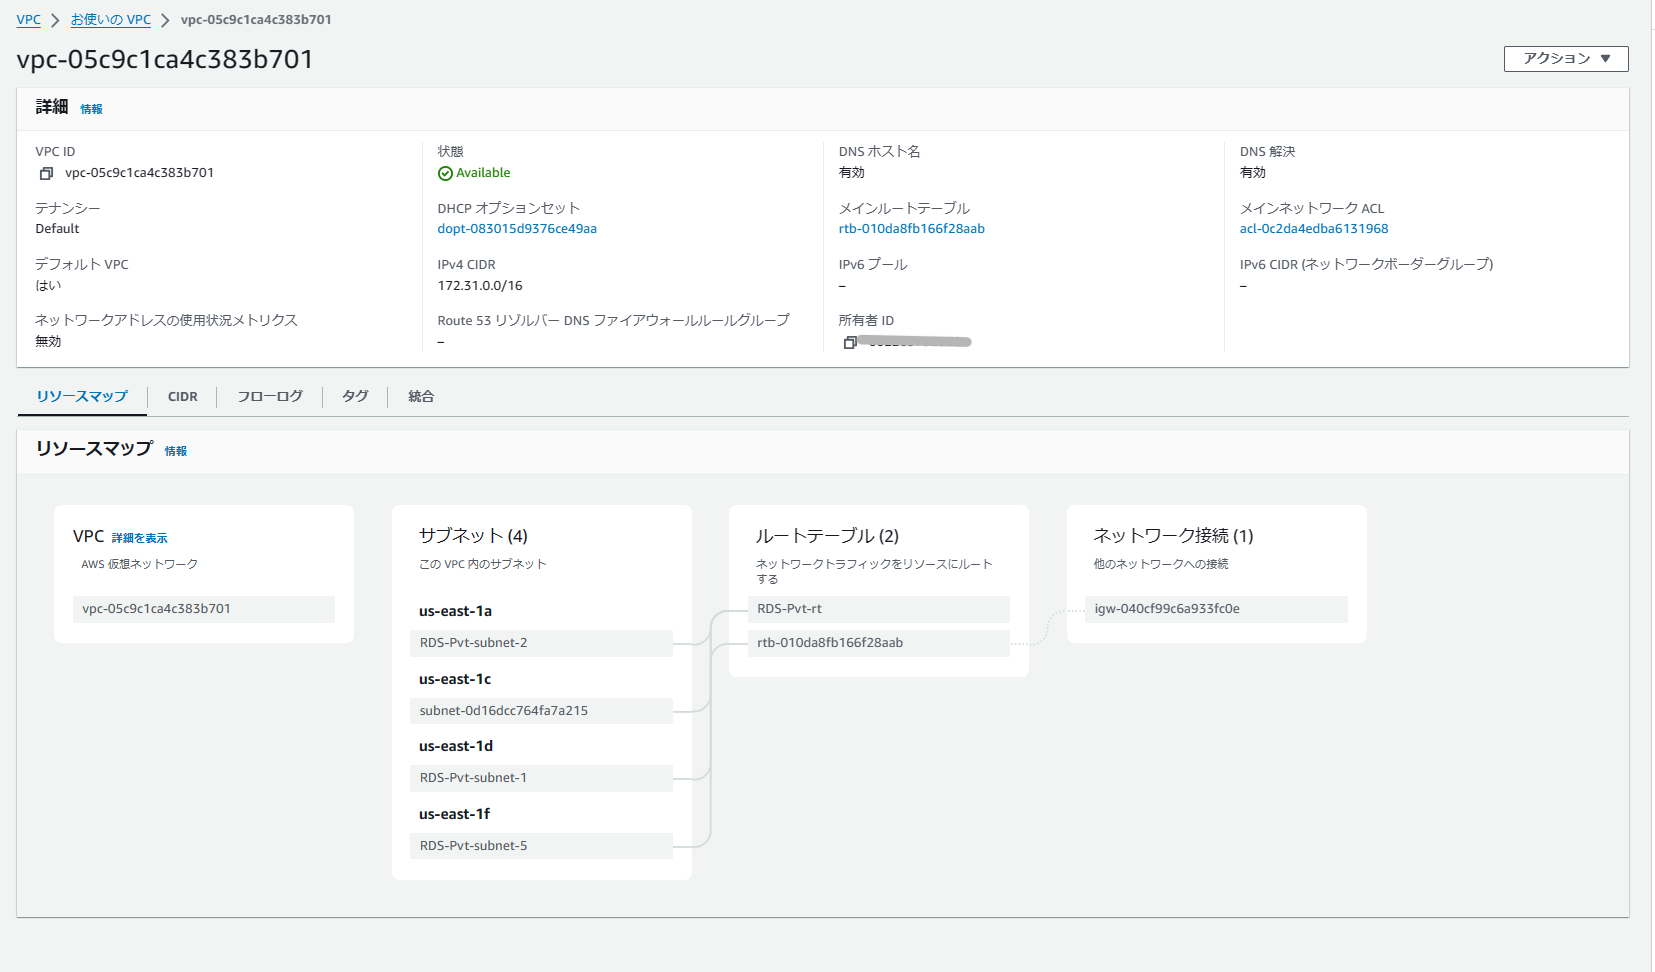 VPC > お使いの VPC > vpc-05c9c1ca4c383b701
vpc-05c9c1ca4c383b701
アクション ▼
詳細 情報
VPC ID
vpc-05c9c1ca4c383b701
状態
Available
DNS ホスト名
有効
DNS 解決
有効
テナンシー
Default
DHCP オプションセット
dopt-083015d9376ce49aa
メインルートテーブル
rtb-010da8fb166f28aab
メインネットワーク ACL
acl-0c2da4edba6131968
デフォルト VPC
はい
IPv4 CIDR
172.31.0.0/16
IPv6 プール
–
IPv6 CIDR (ネットワークボーダーグループ)
–
ネットワークアドレスの使用状況メトリクス
無効
Route 53 リゾルバー DNS ファイアウォールルールグループ
–
所有者 ID
リソースマップ
CIDR
フローログ
タグ
統合
リソースマップ 情報
VPC 詳細を表示
AWS 仮想ネットワーク
vpc-05c9c1ca4c383b701
サブネット (4)
この VPC 内のサブネット
us-east-1a
RDS-Pvt-subnet-2
us-east-1c
subnet-0d16dcc764fa7a215
us-east-1d
RDS-Pvt-subnet-1
us-east-1f
RDS-Pvt-subnet-5
ルートテーブル (2)
ネットワークトラフィックをリソースにルート
する
RDS-Pvt-rt
rtb-010da8fb166f28aab
ネットワーク接続 (1)
他のネットワークへの接続
igw-040cf99c6a933fc0e